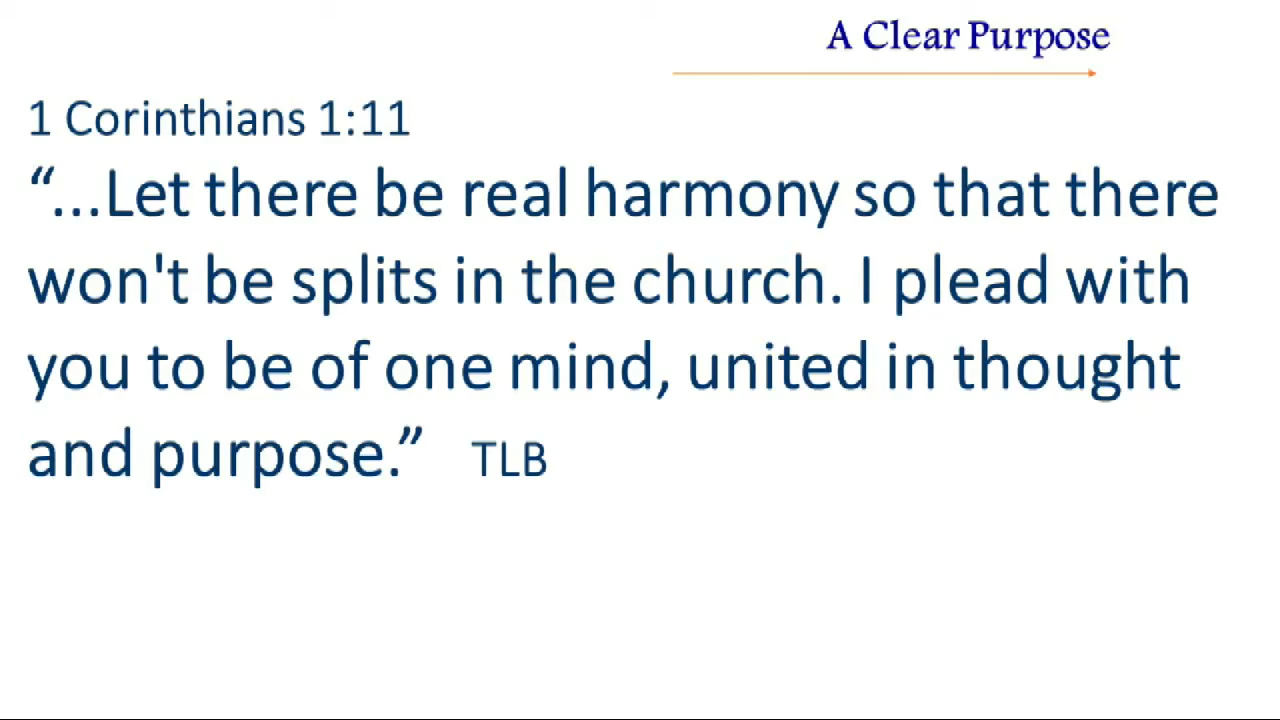 A Clear Purpose
1 Corinthians 1:11
“...Let there be real harmony so that there
won't be splits in the church. I plead with
you to be of one mind, united in thought
and purpose.” TLB